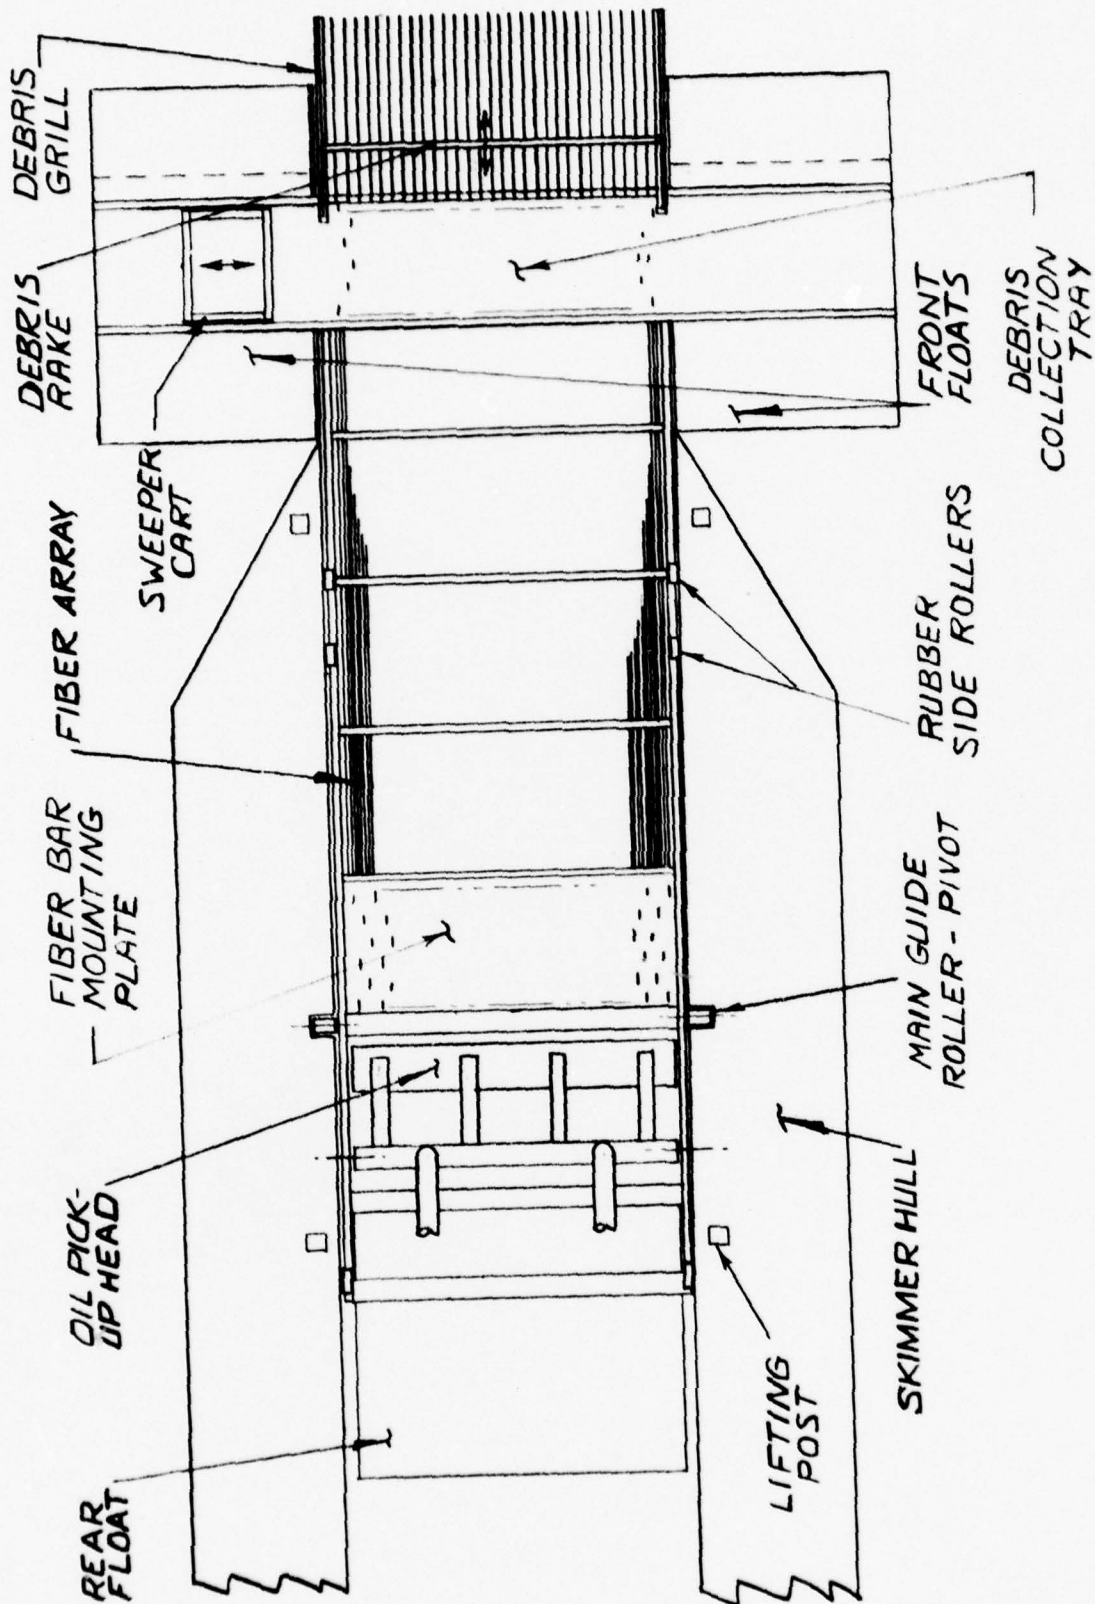 REAR
FLOAT
OIL PICK-
UP HEAD
FIBER BAR
MOUNTING
PLATE
FIBER ARRAY
SWEEPER
CART
DEBRIS
RAKE
DEBRIS
GRILL
LIFTING
POST
SKIMMER HULL
MAIN GUIDE
ROLLER-PIVOT
RUBBER
SIDE ROLLERS
FRONT
FLOATS
DEBRIS
COLLECTION
TRAY